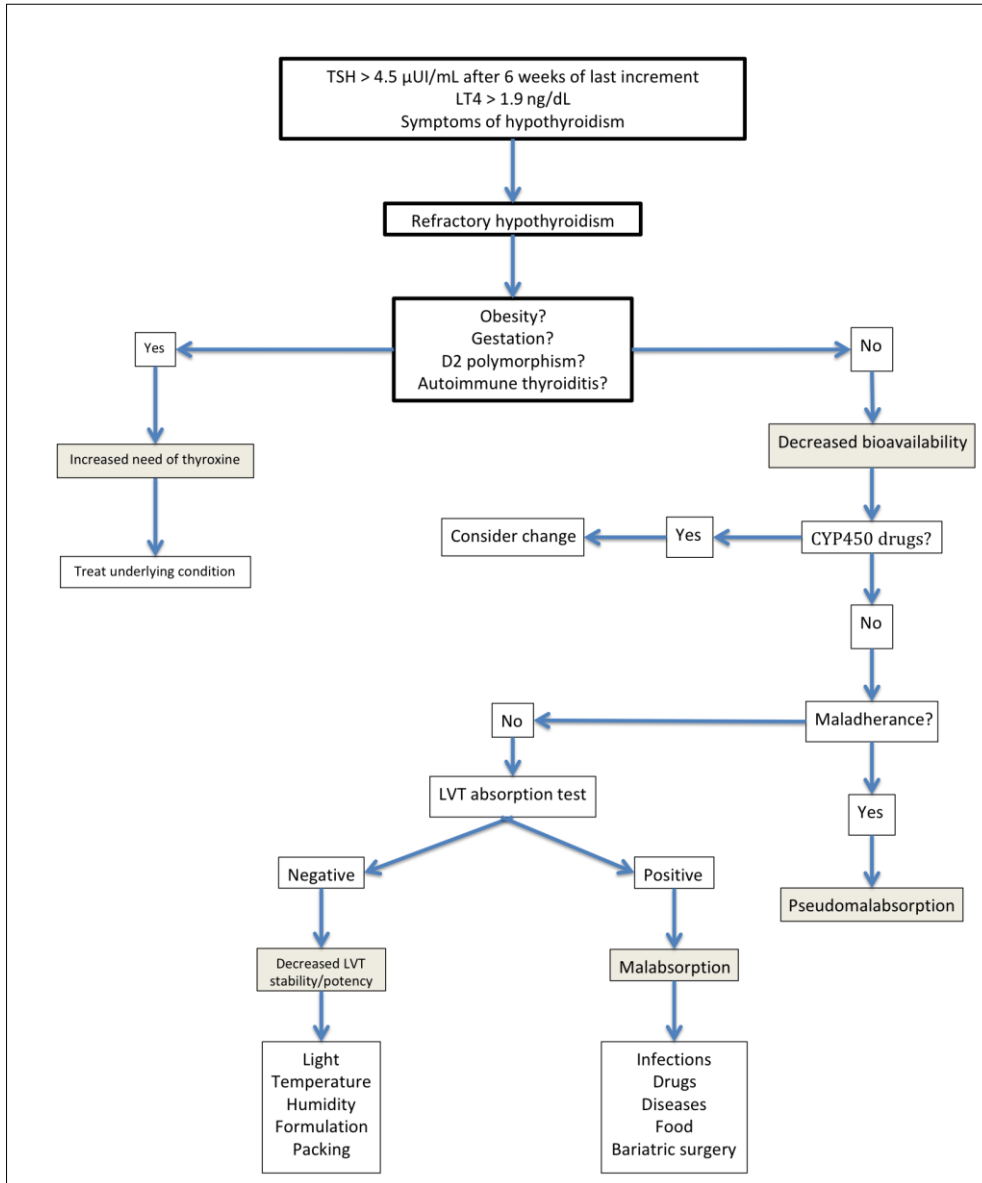 TSH > 4.5 μUI/mL after 6 weeks of last increment
LT4 > 1.9 ng/dL
Symptoms of hypothyroidism
Refractory hypothyroidism
Obesity?
Gestation?
D2 polymorphism?
Autoimmune thyroiditis?
Yes
No
Increased need of thyroxine
Decreased bioavailability
Treat underlying condition
Consider change
Yes
CYP450 drugs?
No
No
Maladherance?
LVT absorption test
Yes
Negative
Positive
Pseudomalabsorption
Decreased LVT
stability/potency
Malabsorption
Light
Temperature
Humidity
Formulation
Packing
Infections
Drugs
Diseases
Food
Bariatric surgery